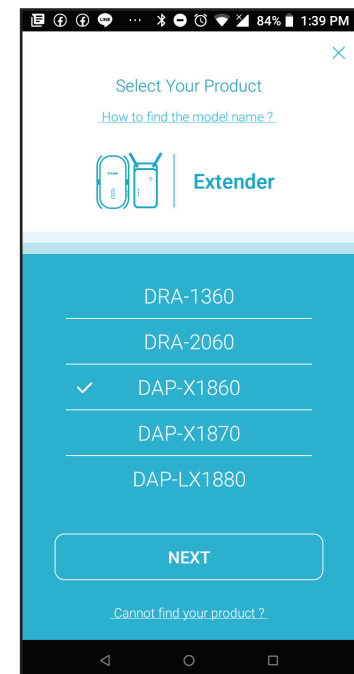 LINE
84%
1:39 PM
Select Your Product
How to find the model name ?
Extender
DRA-1360
DRA-2060
DAP-X1860
DAP-X1870
DAP-LX1880
NEXT
Cannot find your product ?